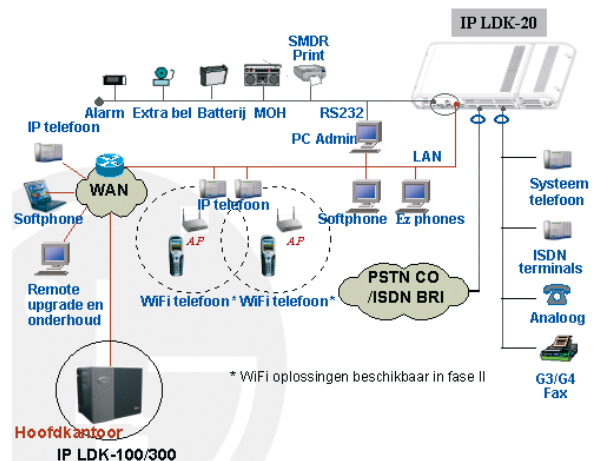 IP LDK-20
SMDR
Print
Alarm
Extra bel
Batterij
MOH
RS232
PC Admin
IP telefoon
LAN
WAN
IP telefoon
Softphone
AP
AP
Softphone
Ez phones
Systeem
telefoon
Remote
upgrade en
onderhoud
WiFi telefoon *
WiFi telefoon *
PSTN CO
/ISDN BRI
ISDN
terminals
Analoog
* WiFi oplossingen beschikbaar in fase II
G3/G4
Fax
Hoofdkantoor
IP LDK-100/300